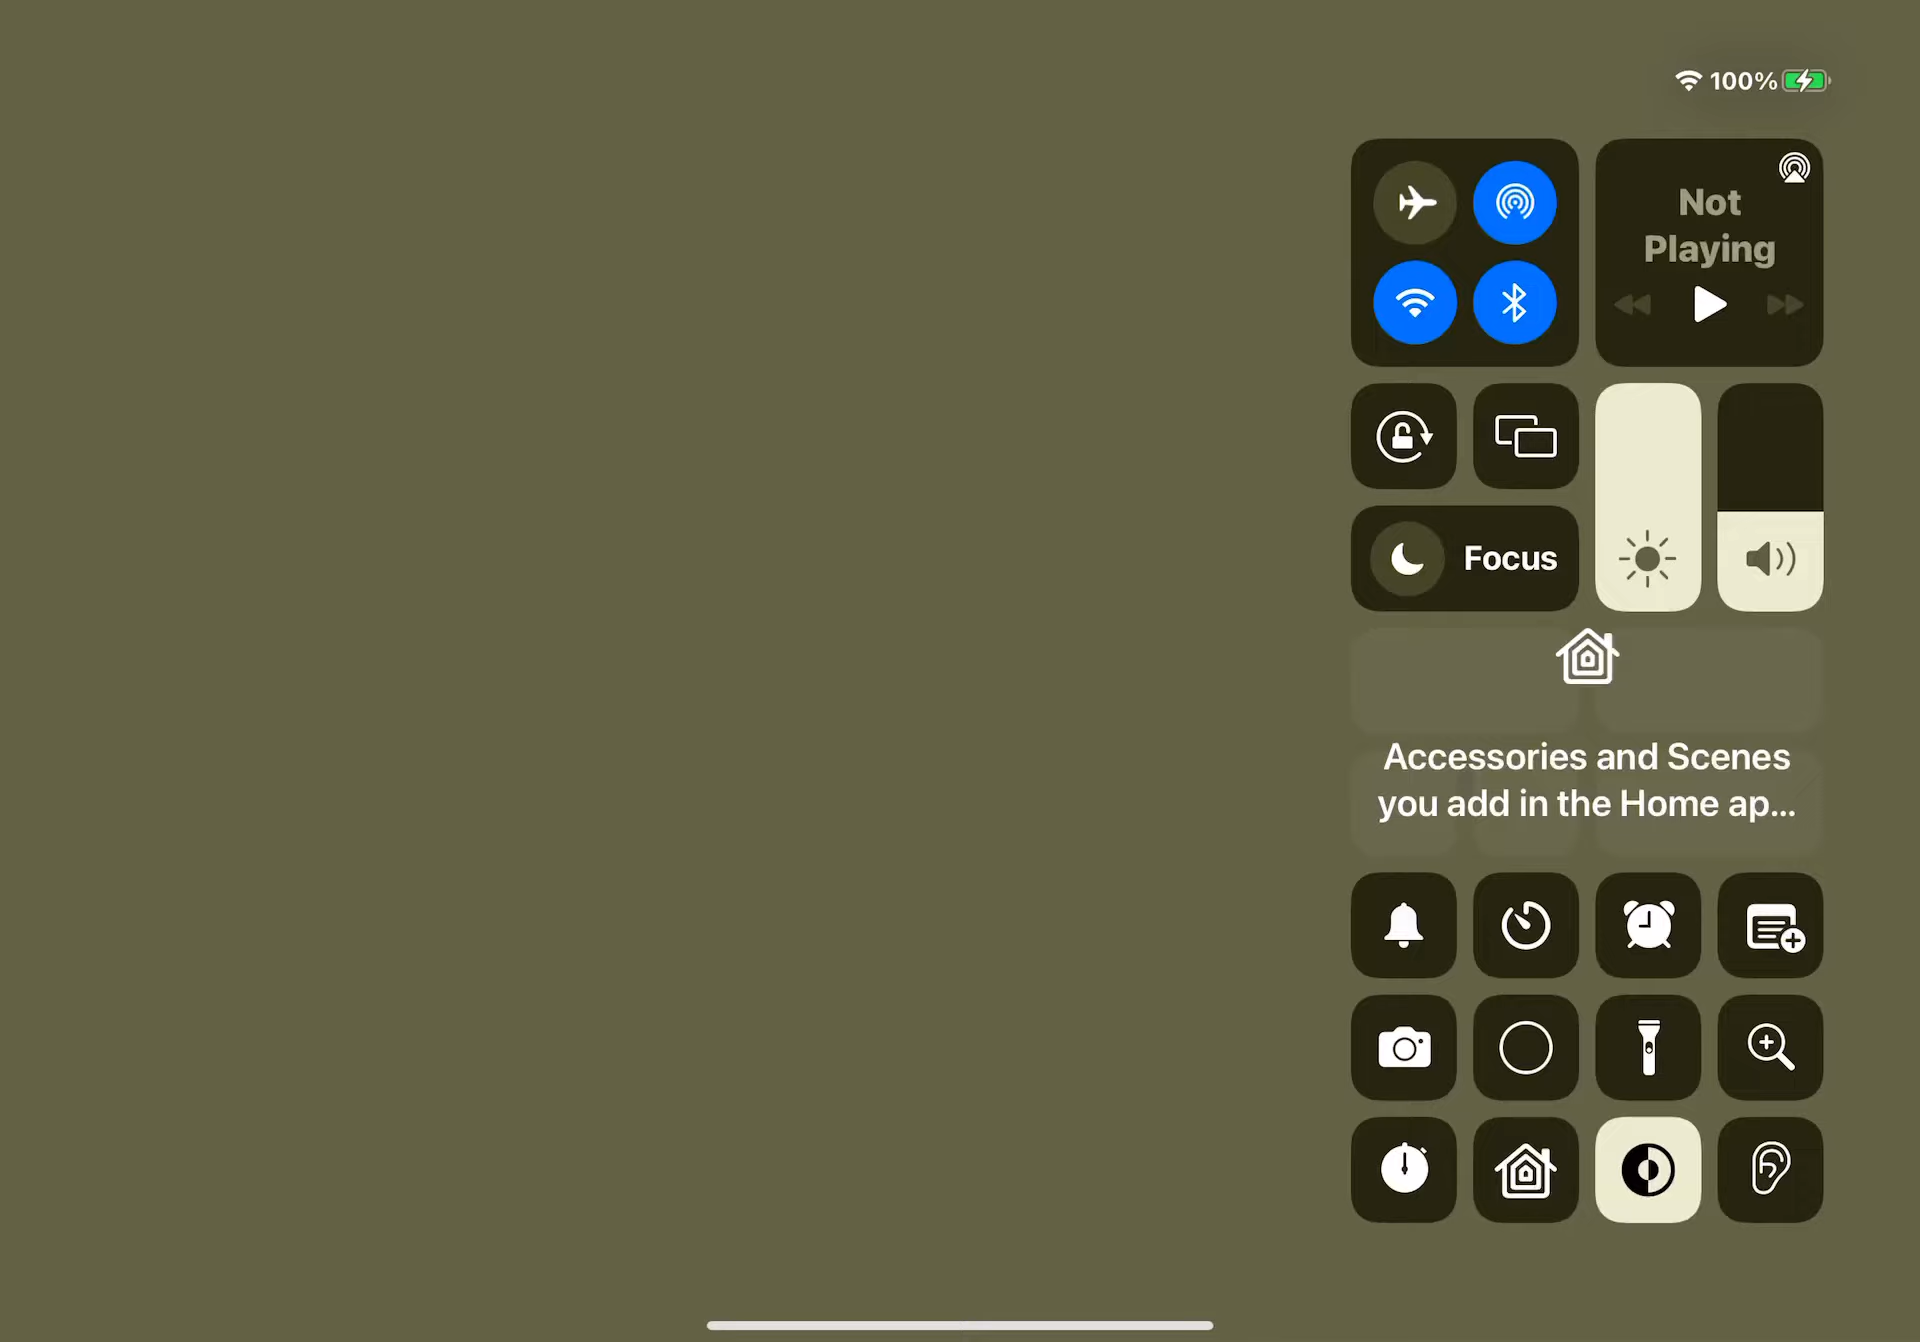 100%
Not
Playing
Focus
Accessories and Scenes
you add in the Home ap...